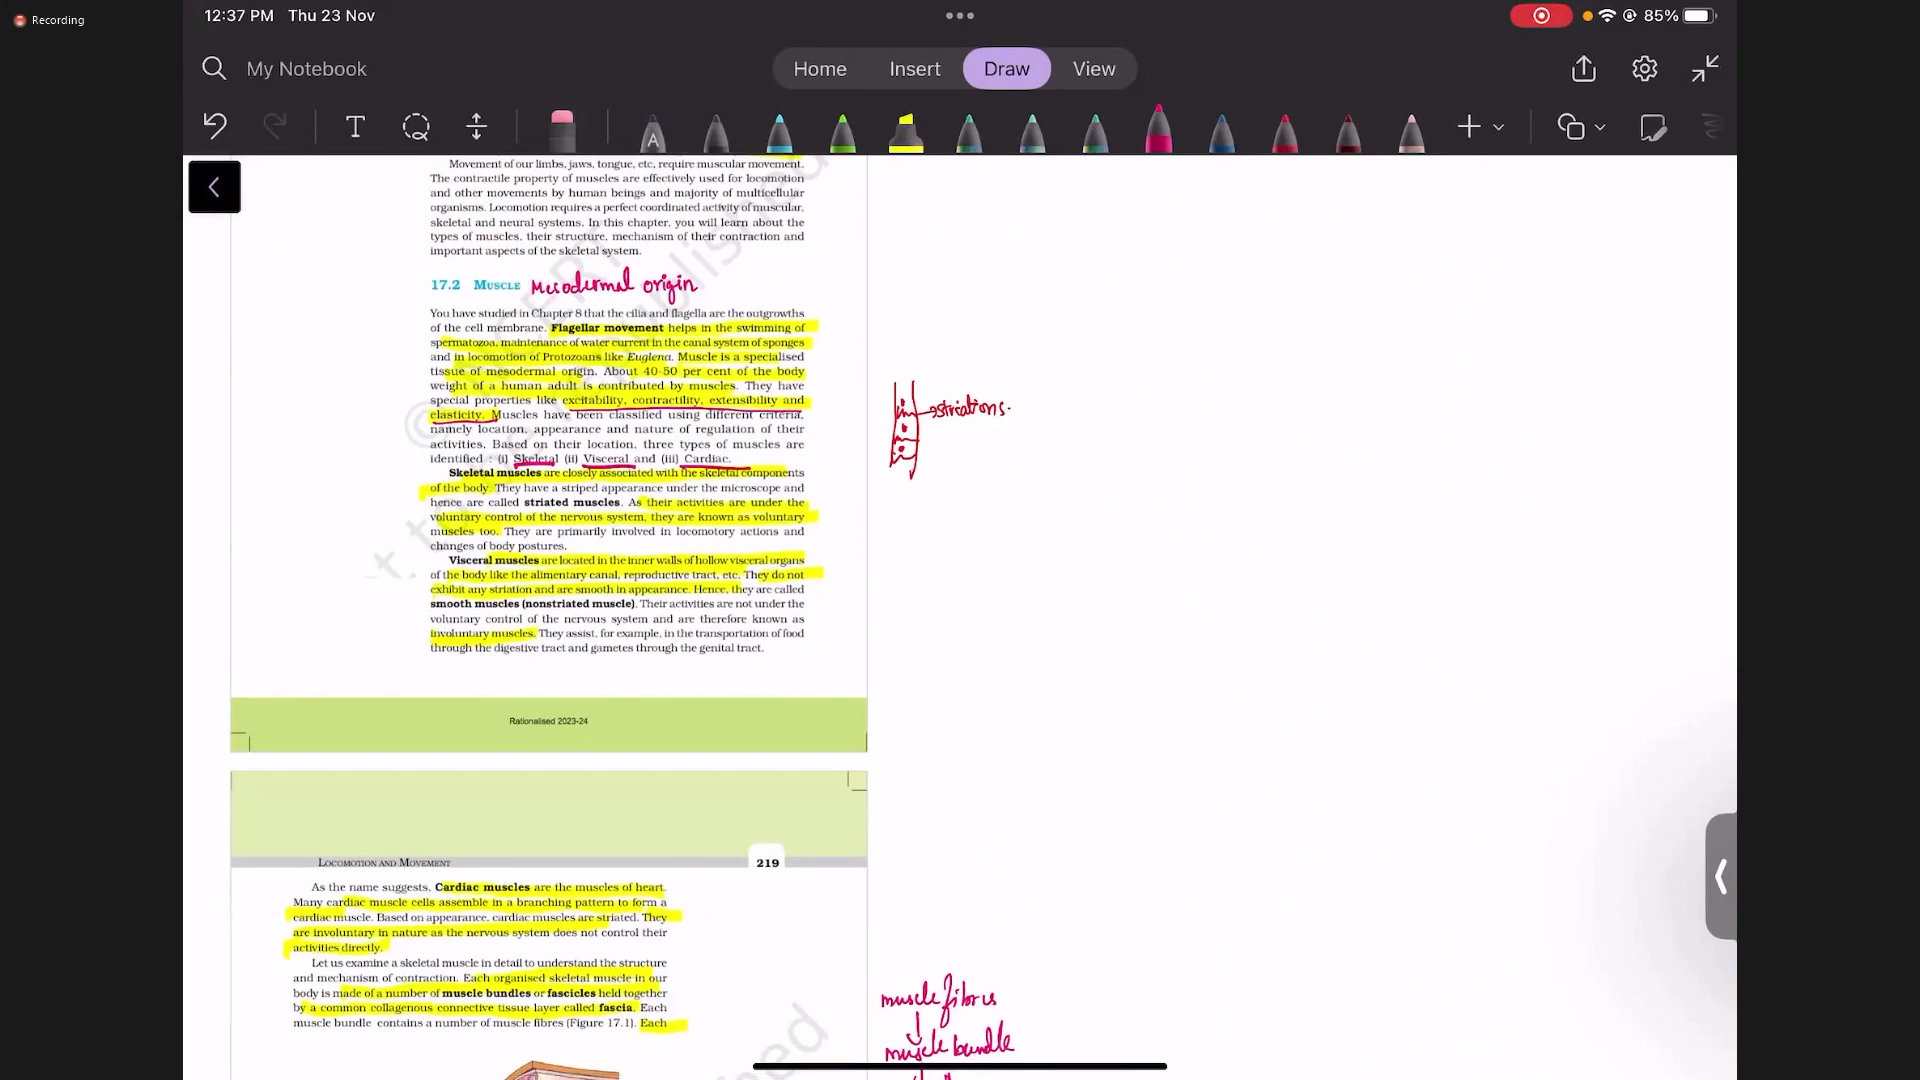 Recording
12:37 PM Thu 23 Nov
85%
My Notebook
Home Insert Draw View
T
A
Movement of our limbs, jaws, tongue, etc, require muscular movement.
The contractile property of muscles are effectively used for locomotion
and other movements by human beings and majority of multicellular
organisms. Locomotion requires a perfect coordinated activity of muscular,
skeletal and neural systems. In this chapter, you will learn about the
types of muscles, their structure, mechanism of their contraction and
important aspects of the skeletal system.
17.2 MUSCLE Mesodermal origin
You have studied in Chapter 8 that the cilia and flagella are the outgrowths
of the cell membrane. Flagellar movement helps in the swimming of
spermatozoa, maintenance of water current in the canal system of sponges
and in locomotion of Protozoans like Euglena. Muscle is a specialised
tissue of mesodermal origin. About 40-50 per cent of the body
weight of a human adult is contributed by muscles. They have
special properties like excitability, contractility, extensibility and
elasticity. Muscles have been classified using different criteria,
namely location, appearance and nature of regulation of their
activities. Based on their location, three types of muscles are
identified : (i) Skeletal (ii) Visceral and (iii) Cardiac.
striations.
Skeletal muscles are closely associated with the skeletal components
of the body. They have a striped appearance under the microscope and
hence are called striated muscles. As their activities are under the
voluntary control of the nervous system, they are known as voluntary
muscles too. They are primarily involved in locomotory actions and
changes of body postures.
Visceral muscles are located in the inner walls of hollow visceral organs
of the body like the alimentary canal, reproductive tract, etc. They do not
exhibit any striation and are smooth in appearance. Hence, they are called
smooth muscles (nonstriated muscle). Their activities are not under the
voluntary control of the nervous system and are therefore known as
involuntary muscles. They assist, for example, in the transportation of food
through the digestive tract and gametes through the genital tract.
Rationalised 2023-24
LOCOMOTION AND MOVEMENT 219
As the name suggests, Cardiac muscles are the muscles of heart.
Many cardiac muscle cells assemble in a branching pattern to form a
cardiac muscle. Based on appearance, cardiac muscles are striated. They
are involuntary in nature as the nervous system does not control their
activities directly.
Let us examine a skeletal muscle in detail to understand the structure
and mechanism of contraction. Each organised skeletal muscle in our
body is made of a number of muscle bundles or fascicles held together
by a common collagenous connective tissue layer called fascia. Each
muscle bundle contains a number of muscle fibres (Figure 17.1). Each
muscle fibres
muscle bundle